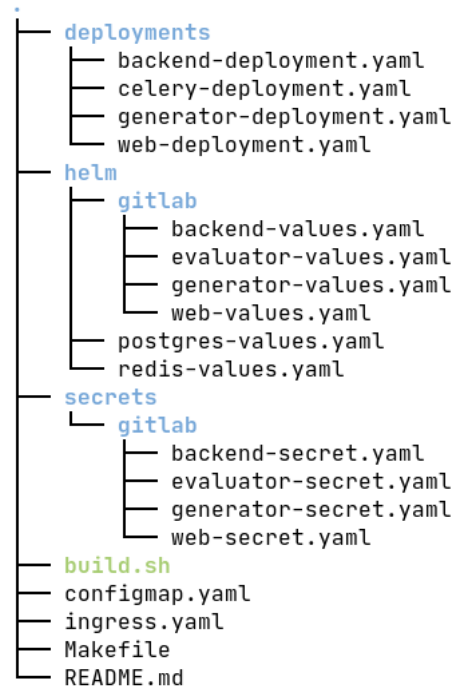 .
deployments
backend-deployment.yaml
celery-deployment.yaml
generator-deployment.yaml
web-deployment.yaml
helm
gitlab
backend-values.yaml
evaluator-values.yaml
generator-values.yaml
web-values.yaml
postgres-values.yaml
redis-values.yaml
secrets
gitlab
backend-secret.yaml
evaluator-secret.yaml
generator-secret.yaml
web-secret.yaml
build.sh
configmap.yaml
ingress.yaml
Makefile
README.md